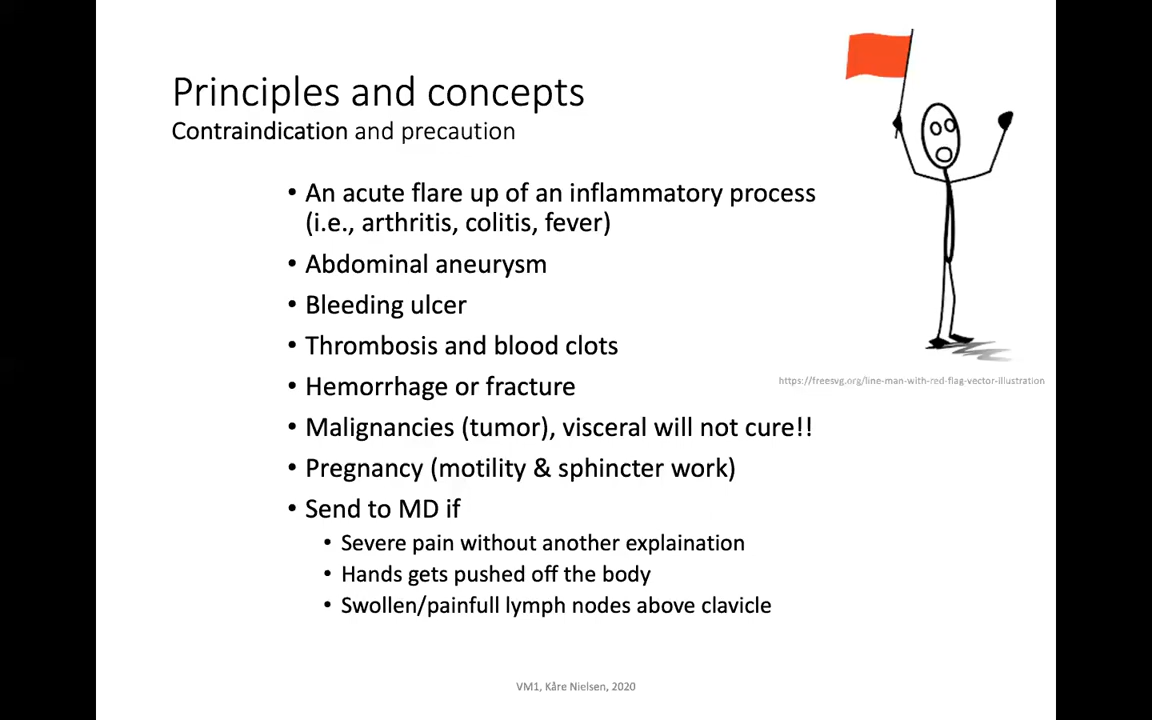 Principles and concepts
Contraindication and precaution
• An acute flare up of an inflammatory process
(i.e., arthritis, colitis, fever)
• Abdominal aneurysm
• Bleeding ulcer
• Thrombosis and blood clots
• Hemorrhage or fracture
• Malignancies (tumor), visceral will not cure!!
• Pregnancy (motility & sphincter work)
• Send to MD if
• Severe pain without another explaination
• Hands gets pushed off the body
• Swollen/painfull lymph nodes above clavicle
https://freesvg.org/line-man-with-red-flag-vector-illustration
VM1, Kåre Nielsen, 2020